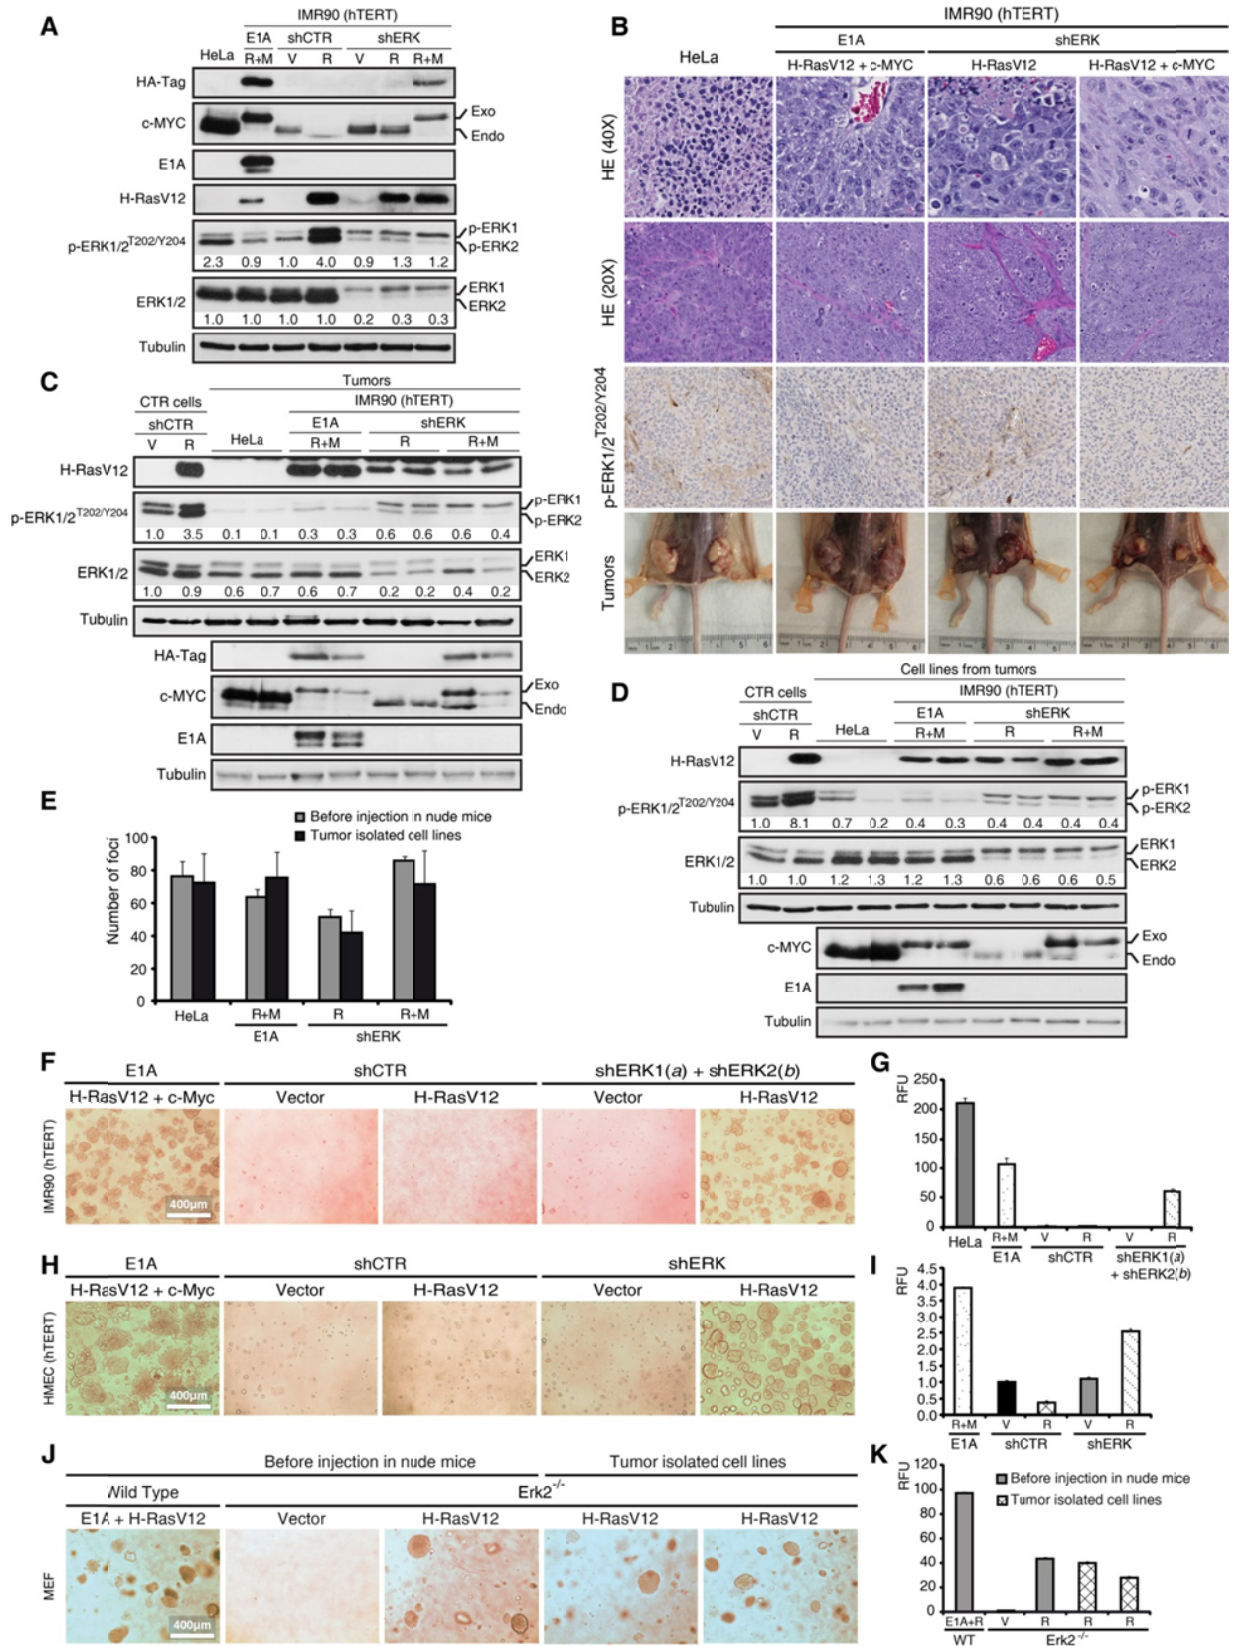 A
IMR90 (hTERT)
E1A shCTR shERK
HeLa R+M V R V R R+M
HA-Tag
c-MYC
Exo
Endo
E1A
H-RasV12
p-ERK1/2T202/Y204
p-ERK1
p-ERK2
2.3 0.9 1.0 4.0 0.9 1.3 1.2
ERK1/2
ERK1
ERK2
1.0 1.0 1.0 1.0 0.2 0.3 0.3
Tubulin
B
IMR90 (hTERT)
HeLa E1A shERK
H-RasV12 + c-MYC H-RasV12 H-RasV12 + c-MYC
HE (40X)
HE (20X)
p-ERK1/2T202/Y204
Tumors
C
Tumors
CTR cells IMR90 (hTERT)
shCTR HeLa E1A shERK
V R R+M R R+M
H-RasV12
p-ERK1/2T202/Y204
p-ERK1
p-ERK2
1.0 3.5 0.1 0.1 0.3 0.3 0.6 0.6 0.6 0.4
ERK1/2
ERK1
ERK2
1.0 0.9 0.6 0.7 0.6 0.7 0.2 0.2 0.4 0.2
Tubulin
HA-Tag
c-MYC
Exo
Endo
E1A
Tubulin
D
Cell lines from tumors
CTR cells IMR90 (hTERT)
shCTR HeLa E1A shERK
V R R+M R R+M
H-RasV12
p-ERK1/2T202/Y204
p-ERK1
p-ERK2
1.0 8.1 0.7 0.2 0.4 0.3 0.4 0.4 0.4 0.4
ERK1/2
ERK1
ERK2
1.0 1.0 1.2 1.3 1.2 1.3 0.6 0.6 0.6 0.5
Tubulin
c-MYC
Exo
Endo
E1A
Tubulin
E
Before injection in nude mice
Tumor isolated cell lines
Number of foci
100
80
60
40
20
0
HeLa R+M R R+M
E1A shERK
F
E1A shCTR shERK1(a) + shERK2(b)
H-RasV12 + c-Myc Vector H-RasV12 Vector H-RasV12
IMR90 (hTERT)
400µm
G
RFU
250
200
150
100
50
0
HeLa R+M V R V R
E1A shCTR shERK1(a)
+ shERK2(b)
H
E1A shCTR shERK
H-RasV12 + c-Myc Vector H-RasV12 Vector H-RasV12
HMEC (hTERT)
400µm
I
RFU
4.5
4.0
3.5
3.0
2.5
2.0
1.5
1.0
0.5
0.0
R+M V R V R
E1A shCTR shERK
J
Before injection in nude mice Tumor isolated cell lines
Wild Type Erk2-/-
E1A + H-RasV12 Vector H-RasV12 H-RasV12 H-RasV12
MEF
400µm
K
RFU
Before injection in nude mice
Tumor isolated cell lines
120
100
80
60
40
20
0
E1A+R V R R R
WT Erk2-/-